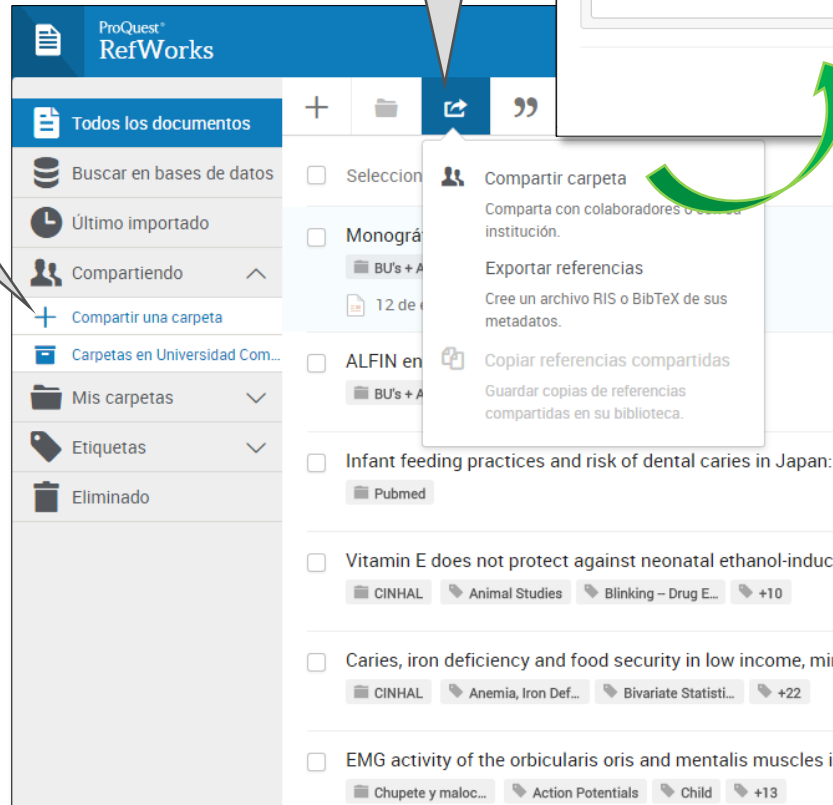 ProQuest®
RefWorks
Todos los documentos
Buscar en bases de datos
Último importado
Compartiendo
Compartir una carpeta
Carpetas en Universidad Com...
Mis carpetas
Etiquetas
Eliminado
Seleccion
Compartir carpeta
Comparta con colaboradores o con su
institución.
Exportar referencias
Cree un archivo RIS o BibTeX de sus
metadatos.
Copiar referencias compartidas
Guardar copias de referencias
compartidas en su biblioteca.
Monográ
BU's + A
12 de
ALFIN en
BU's + A
Infant feeding practices and risk of dental caries in Japan:
Pubmed
Vitamin E does not protect against neonatal ethanol-induc
CINHAL Animal Studies Blinking -- Drug E... +10
Caries, iron deficiency and food security in low income, mi
CINHAL Anemia, Iron Def... Bivariate Statisti... +22
EMG activity of the orbicularis oris and mentalis muscles i
Chupete y maloc... Action Potentials Child +13